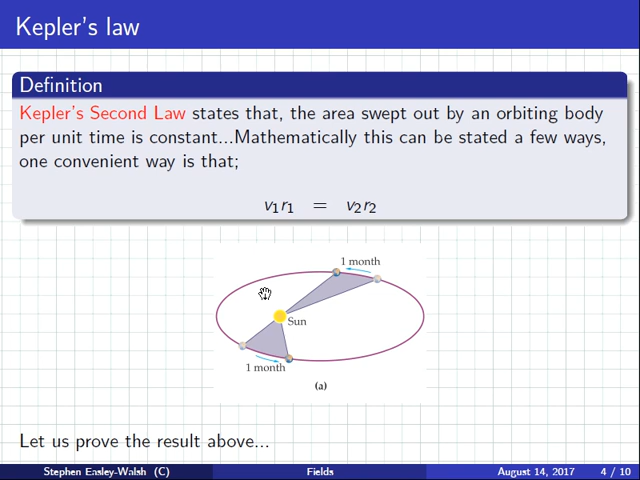 Kepler's law
Definition
Kepler's Second Law states that, the area swept out by an orbiting body
per unit time is constant...Mathematically this can be stated a few ways,
one convenient way is that;
v₁r₁ = v₂r₂
1 month
Sun
1 month
(a)
Let us prove the result above...
Stephen Easley-Walsh (C) Fields August 14, 2017 4 / 10